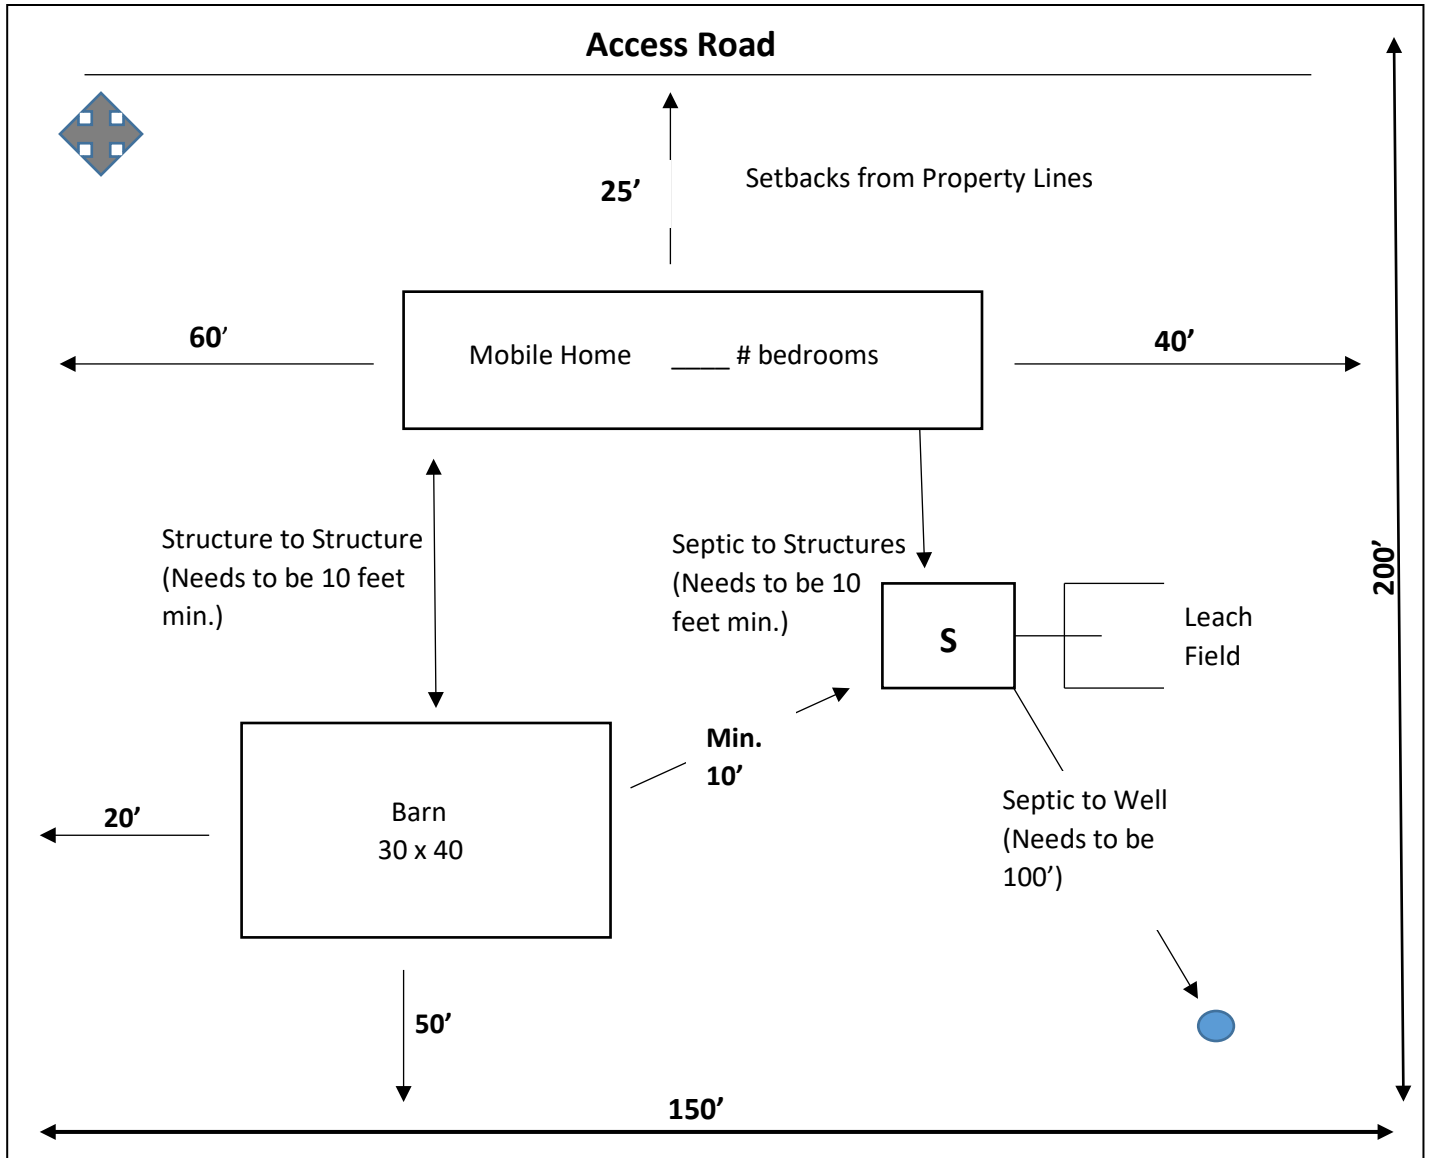 Access Road
25’
Setbacks from Property Lines
60’
Mobile Home ____ # bedrooms
40’
Structure to Structure
(Needs to be 10 feet
min.)
Septic to Structures
(Needs to be 10
feet min.)
S
Leach
Field
200’
Min.
10’
Barn
30 x 40
20’
Septic to Well
(Needs to be
100’)
50’
150’